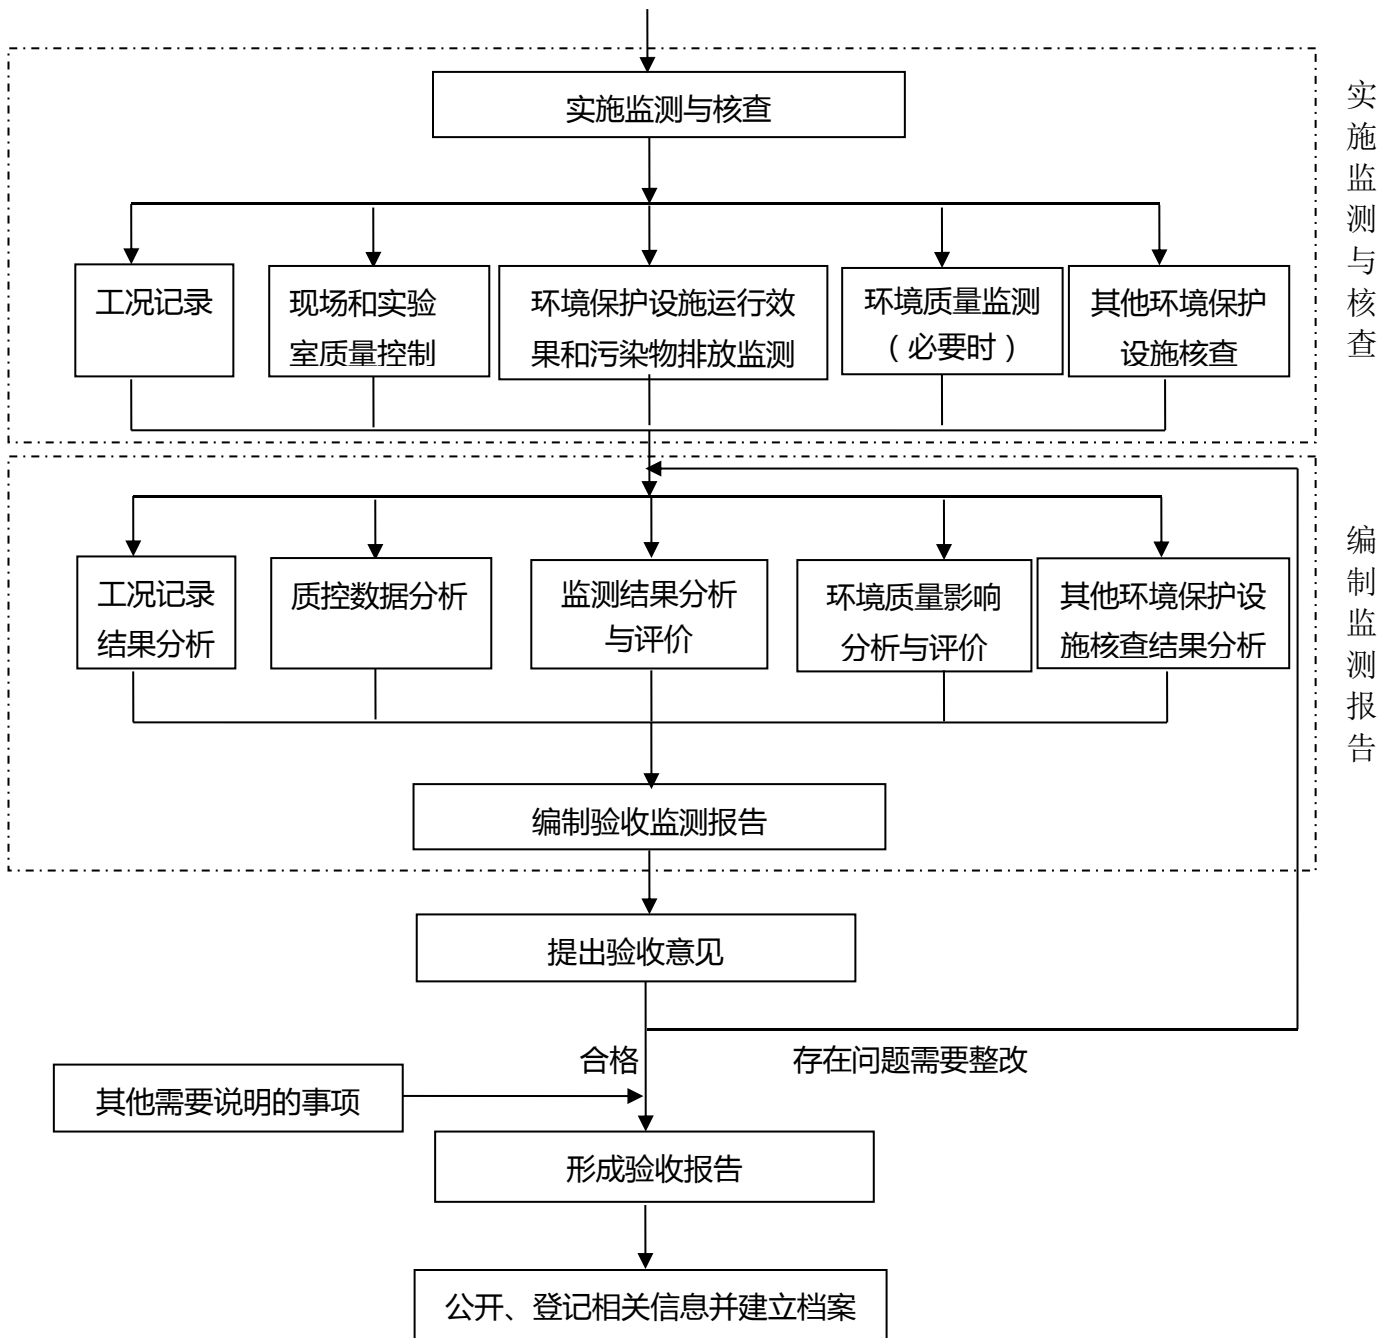 实施监测与核查
实施监测与核查
工况记录
现场和实验
室质量控制
环境保护设施运行效
果和污染物排放监测
环境质量监测
（必要时）
其他环境保护
设施核查
工况记录
结果分析
质控数据分析
监测结果分析
与评价
环境质量影响
分析与评价
其他环境保护设
施核查结果分析
编制监测报告
编制验收监测报告
提出验收意见
合格
存在问题需要整改
其他需要说明的事项
形成验收报告
公开、登记相关信息并建立档案